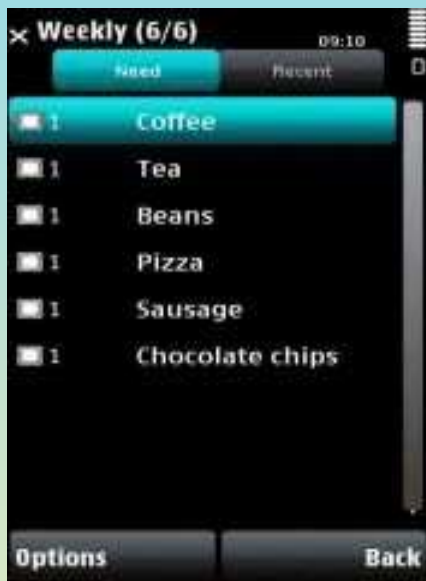 Weekly (6/6) 09:10
Need Recent D
1 Coffee
1 Tea
1 Beans
1 Pizza
1 Sausage
1 Chocolate chips
Options Back